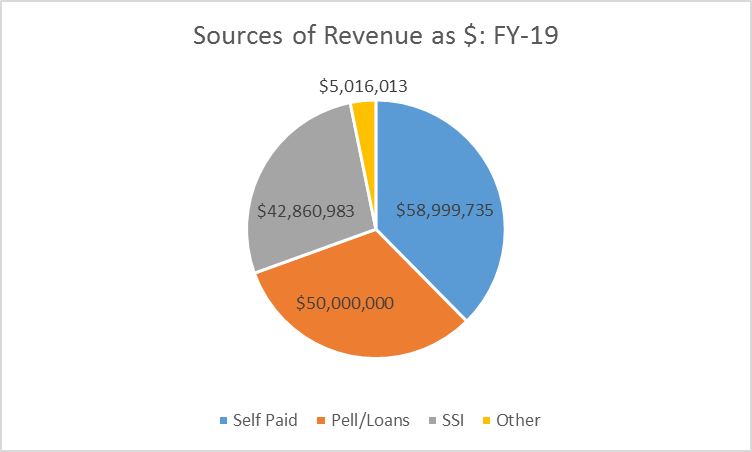 Sources of Revenue as $: FY-19
$5,016,013
$42,860,983
$58,999,735
$50,000,000
Self Paid Pell/Loans SSI Other